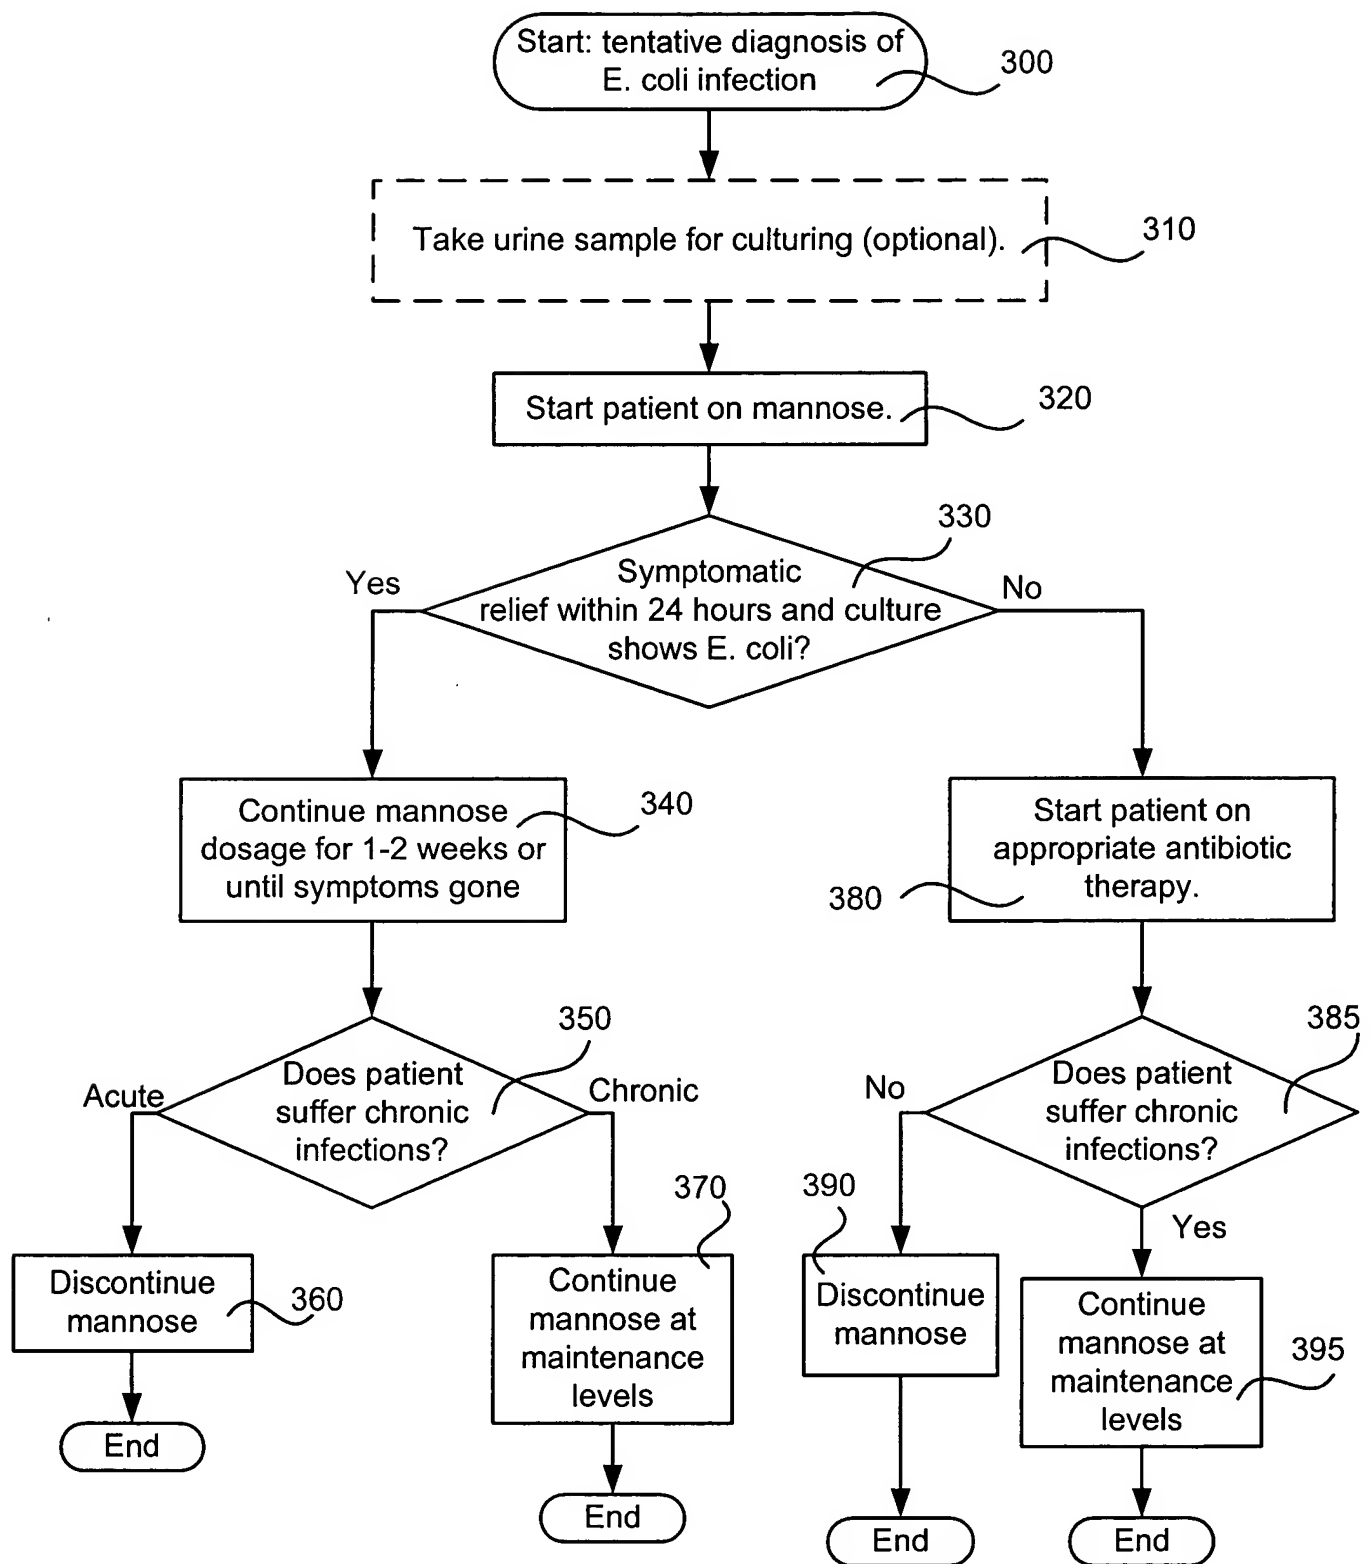 Start: tentative diagnosis of
E. coli infection
300
Take urine sample for culturing (optional).
310
Start patient on mannose.
320
330
Symptomatic
relief within 24 hours and culture
shows E. coli?
Yes
No
Continue mannose
dosage for 1-2 weeks or
until symptoms gone
340
Start patient on
appropriate antibiotic
therapy.
380
350
Does patient
suffer chronic
infections?
Acute
Chronic
385
Does patient
suffer chronic
infections?
No
Yes
Discontinue
mannose
360
370
Continue
mannose at
maintenance
levels
390
Discontinue
mannose
Continue
mannose at
maintenance
levels
395
End
End
End
End